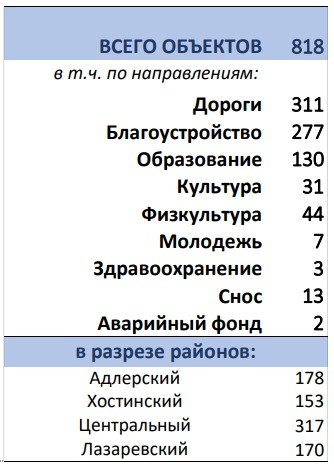 ВСЕГО ОБЪЕКТОВ 818
в т.ч. по направлениям:
Дороги 311
Благоустройство 277
Образование 130
Культура 31
Физкультура 44
Молодежь 7
Здравоохранение 3
Снос 13
Аварийный фонд 2
в разрезе районов:
Адлерский 178
Хостинский 153
Центральный 317
Лазаревский 170